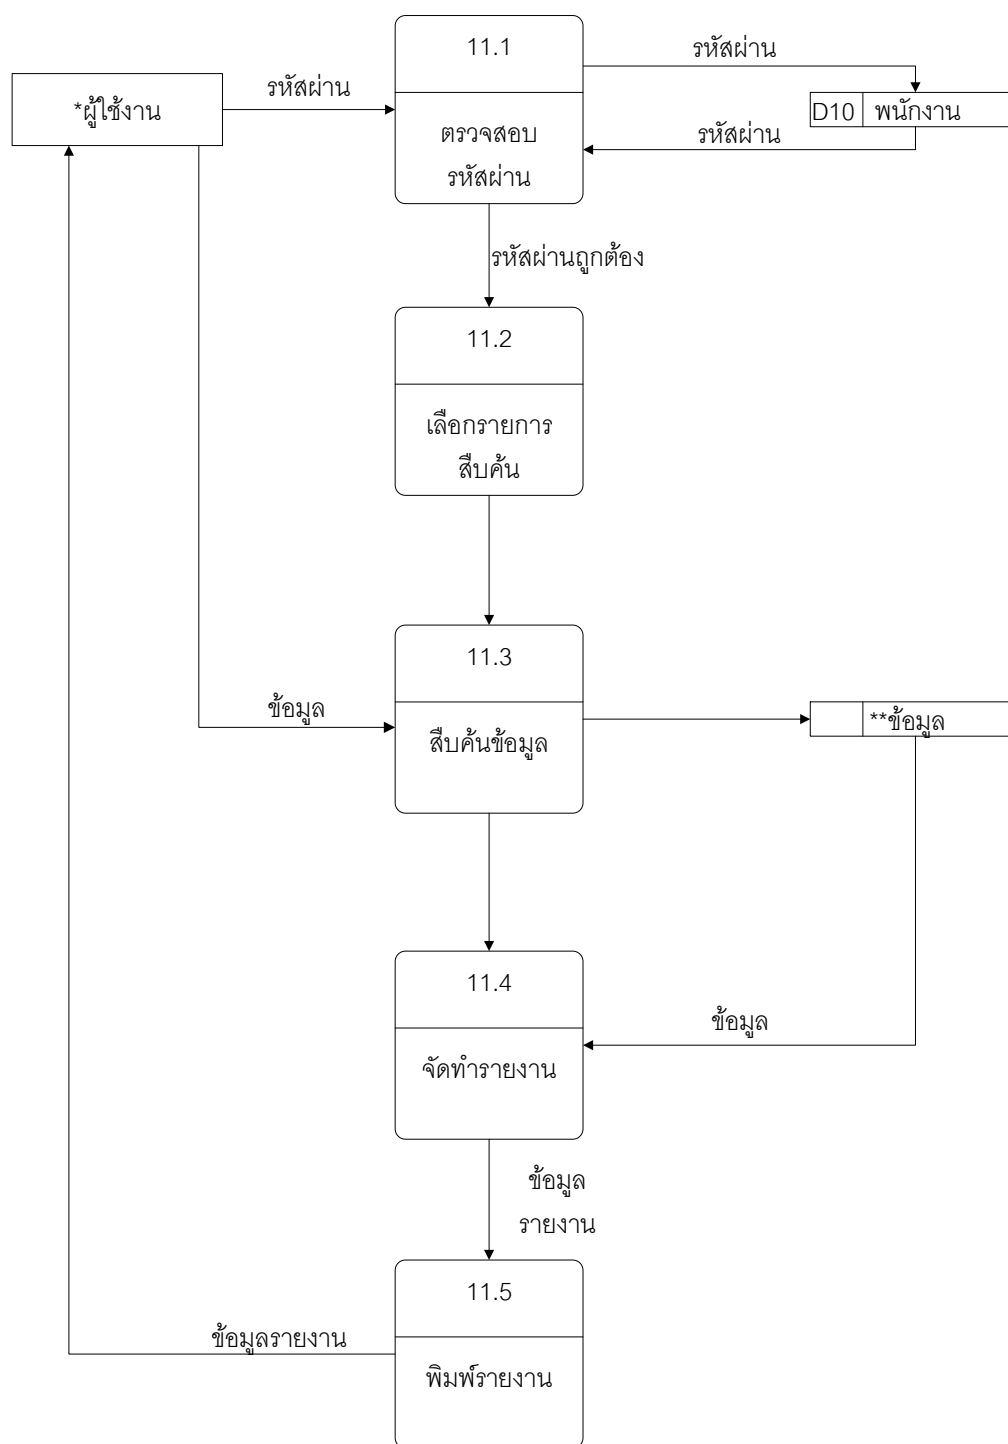 11.1
รหัสผ่าน
*ผู้ใช้งาน
รหัสผ่าน
D10 พนักงาน
รหัสผ่าน
ตรวจสอบ
รหัสผ่าน
รหัสผ่านถูกต้อง
11.2
เลือกรายการ
สืบค้น
11.3
ข้อมูล
**ข้อมูล
สืบค้นข้อมูล
11.4
ข้อมูล
จัดทำรายงาน
ข้อมูล
รายงาน
11.5
ข้อมูลรายงาน
พิมพ์รายงาน